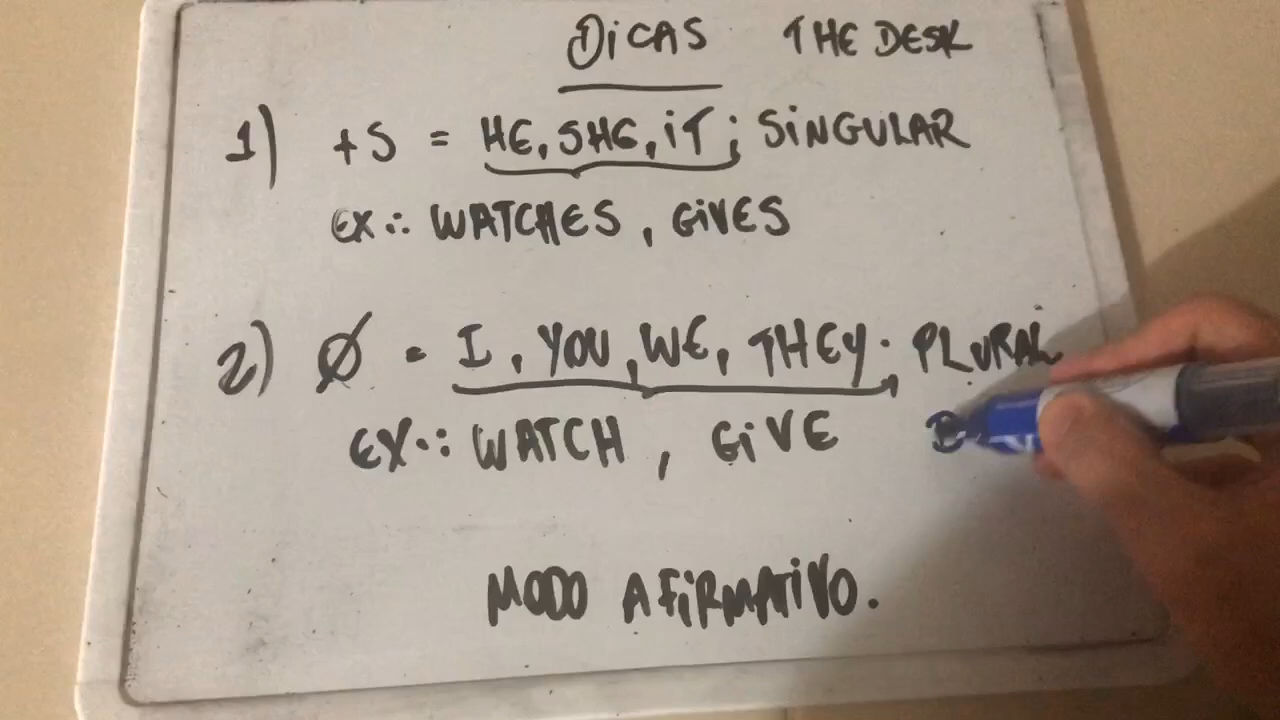 DiCAS THE DESK
1) +S = HE, SHE, iT; SiNGULAR
EX.: WATCHES, GiVES
2) Ø = I, YOU, WE, THEY. PLURAL
EX.: WATCH, GiVE
MODO AFiRMATiVO.